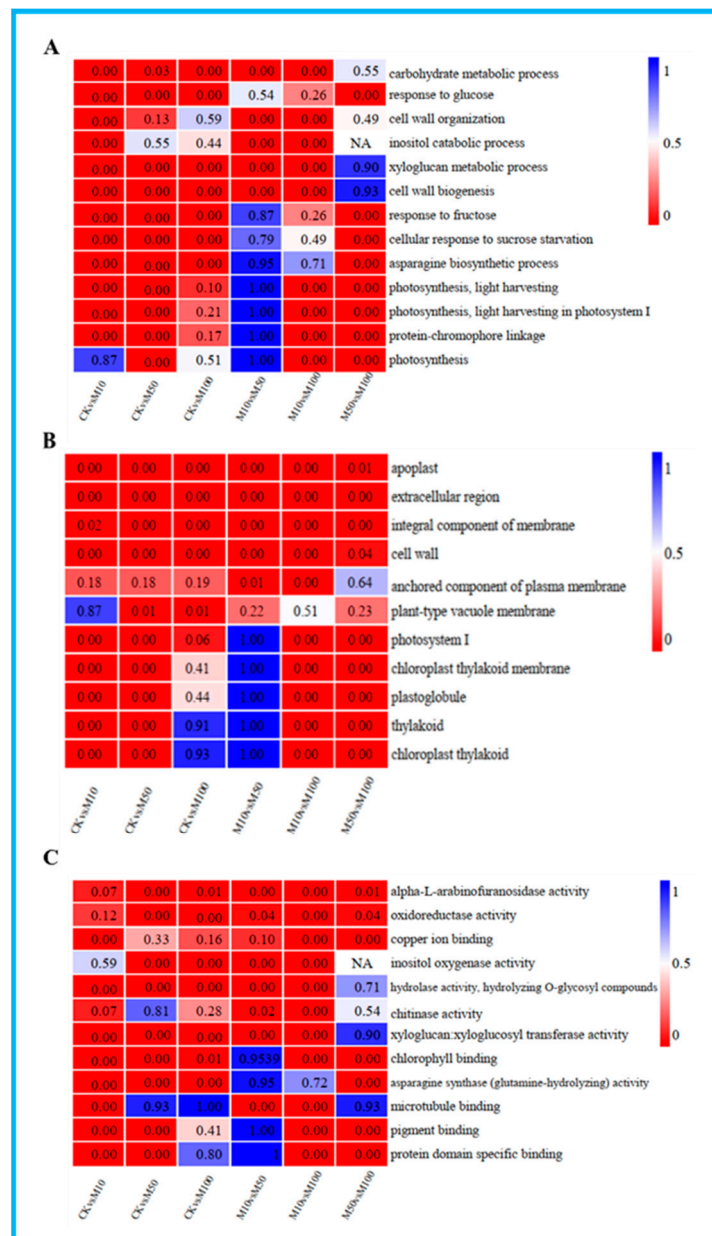 A
0.00 0.03 0.00 0.00 0.00 0.55 carbohydrate metabolic process
0.00 0.00 0.00 0.54 0.26 0.00 response to glucose
0.00 0.13 0.59 0.00 0.00 0.49 cell wall organization
0.00 0.55 0.44 0.00 0.00 NA inositol catabolic process
0.00 0.00 0.00 0.00 0.00 0.90 xyloglucan metabolic process
0.00 0.00 0.00 0.00 0.00 0.93 cell wall biogenesis
0.00 0.00 0.00 0.87 0.26 0.00 response to fructose
0.00 0.00 0.00 0.79 0.49 0.00 cellular response to sucrose starvation
0.00 0.00 0.00 0.95 0.71 0.00 asparagine biosynthetic process
0.00 0.00 0.10 1.00 0.00 0.00 photosynthesis, light harvesting
0.00 0.00 0.21 1.00 0.00 0.00 photosynthesis, light harvesting in photosystem I
0.00 0.00 0.17 1.00 0.00 0.00 protein-chromophore linkage
0.87 0.00 0.51 1.00 0.00 0.00 photosynthesis
CKvsM10 CKvsM50 CKvsM100 M10vsM50 M10vsM100 M50vsM100
1
0.5
0
B
0.00 0.00 0.00 0.00 0.00 0.01 apoplast
0.00 0.00 0.00 0.00 0.00 0.00 extracellular region
0.02 0.00 0.00 0.00 0.00 0.00 integral component of membrane
0.00 0.00 0.00 0.00 0.00 0.04 cell wall
0.18 0.18 0.19 0.01 0.00 0.64 anchored component of plasma membrane
0.87 0.01 0.01 0.22 0.51 0.23 plant-type vacuole membrane
0.00 0.00 0.06 1.00 0.00 0.00 photosystem I
0.00 0.00 0.41 1.00 0.00 0.00 chloroplast thylakoid membrane
0.00 0.00 0.44 1.00 0.00 0.00 plastoglobule
0.00 0.00 0.91 1.00 0.00 0.00 thylakoid
0.00 0.00 0.93 1.00 0.00 0.00 chloroplast thylakoid
CKvsM10 CKvsM50 CKvsM100 M10vsM50 M10vsM100 M50vsM100
1
0.5
0
C
0.07 0.00 0.01 0.00 0.00 0.01 alpha-L-arabinofuranosidase activity
0.12 0.00 0.00 0.04 0.00 0.04 oxidoreductase activity
0.00 0.33 0.16 0.10 0.00 0.00 copper ion binding
0.59 0.00 0.00 0.00 0.00 NA inositol oxygenase activity
0.00 0.00 0.00 0.00 0.00 0.71 hydrolase activity, hydrolyzing O-glycosyl compounds
0.07 0.81 0.28 0.02 0.00 0.54 chitinase activity
0.00 0.00 0.00 0.00 0.00 0.90 xyloglucan:xyloglucosyl transferase activity
0.00 0.00 0.01 0.9539 0.00 0.00 chlorophyll binding
0.00 0.00 0.00 0.95 0.72 0.00 asparagine synthase (glutamine-hydrolyzing) activity
0.00 0.93 1.00 0.00 0.00 0.93 microtubule binding
0.00 0.00 0.41 1.00 0.00 0.00 pigment binding
0.00 0.00 0.80 1 0.00 0.00 protein domain specific binding
CKvsM10 CKvsM50 CKvsM100 M10vsM50 M10vsM100 M50vsM100
1
0.5
0